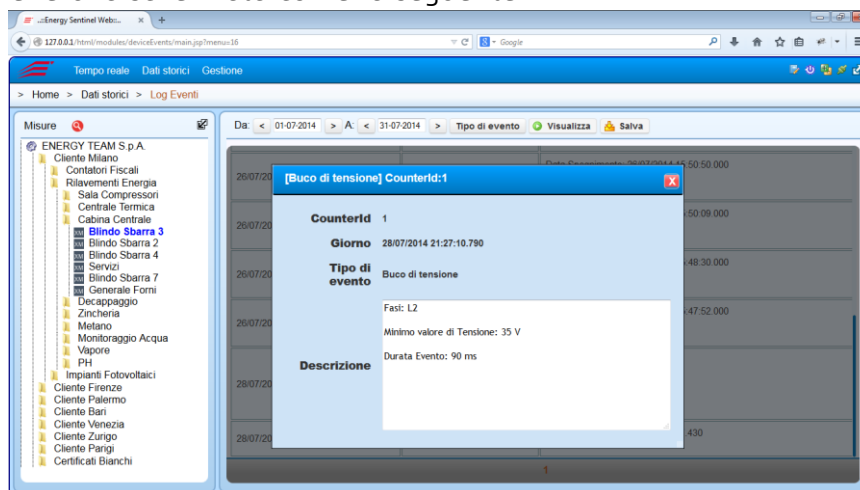 ..:Energy Sentinel Web:.. × +
127.0.0.1/html/modules/deviceEvents/main.jsp?menu=16
Google
Tempo reale Dati storici Gestione
> Home > Dati storici > Log Eventi
Misure
Da: < 01-07-2014 > A: < 31-07-2014 > Tipo di evento Visualizza Salva
ENERGY TEAM S.p.A.
Cliente Milano
Contatori Fiscali
Rilavementi Energia
Sala Compressori
Centrale Termica
Cabina Centrale
Blindo Sbarra 3
Blindo Sbarra 2
Blindo Sbarra 4
Servizi
Blindo Sbarra 7
Generale Forni
Decappaggio
Zincheria
Metano
Monitoraggio Acqua
Vapore
PH
Impianti Fotovoltaici
Cliente Firenze
Cliente Palermo
Cliente Bari
Cliente Venezia
Cliente Zurigo
Cliente Parigi
Certificati Bianchi
26/07/20
50:50.000
26/07/20
50:09.000
26/07/20
48:30.000
26/07/20
47:52.000
28/07/20
28/07/20
430
1
[Buco di tensione] CounterId:1
CounterId 1
Giorno 28/07/2014 21:27:10.790
Tipo di evento Buco di tensione
Descrizione
Fasi: L2
Minimo valore di Tensione: 35 V
Durata Evento: 90 ms